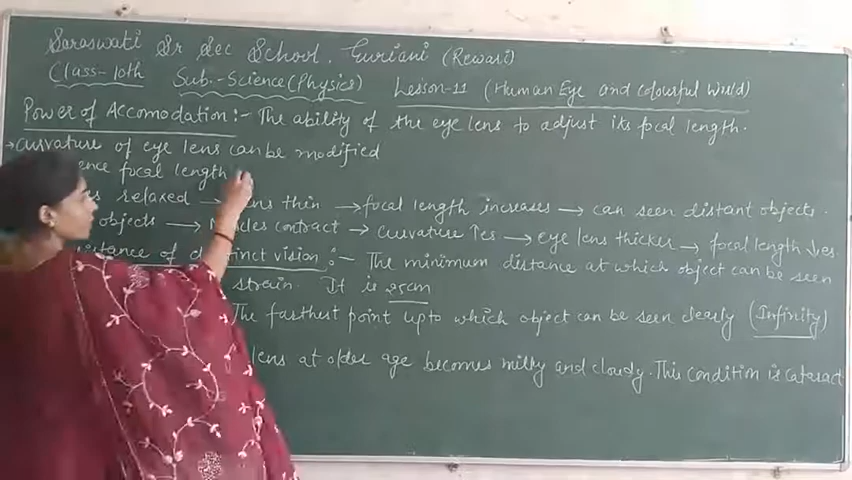 Saraswati Sr Sec School. Guriani (Rewari)
Class-10th Sub.-Science(Physics) Lesson-11 (Human Eye and colourful World)
Power of Accomodation:- The ability of the eye lens to adjust its focal length.
→ curvature of eye lens can be modified
focal length
relaxed → lens thin → focal length increases → can seen distant objects.
objects → Muscles contract → curvature ↑es → eye lens thicker → focal length ↓es.
distinct vision:- The minimum distance at which object can be seen
strain. It is 25cm
The fasthest point upto which object can be seen clearly (Infinity)
lens at older age becomes milky and cloudy. This condition is cataract